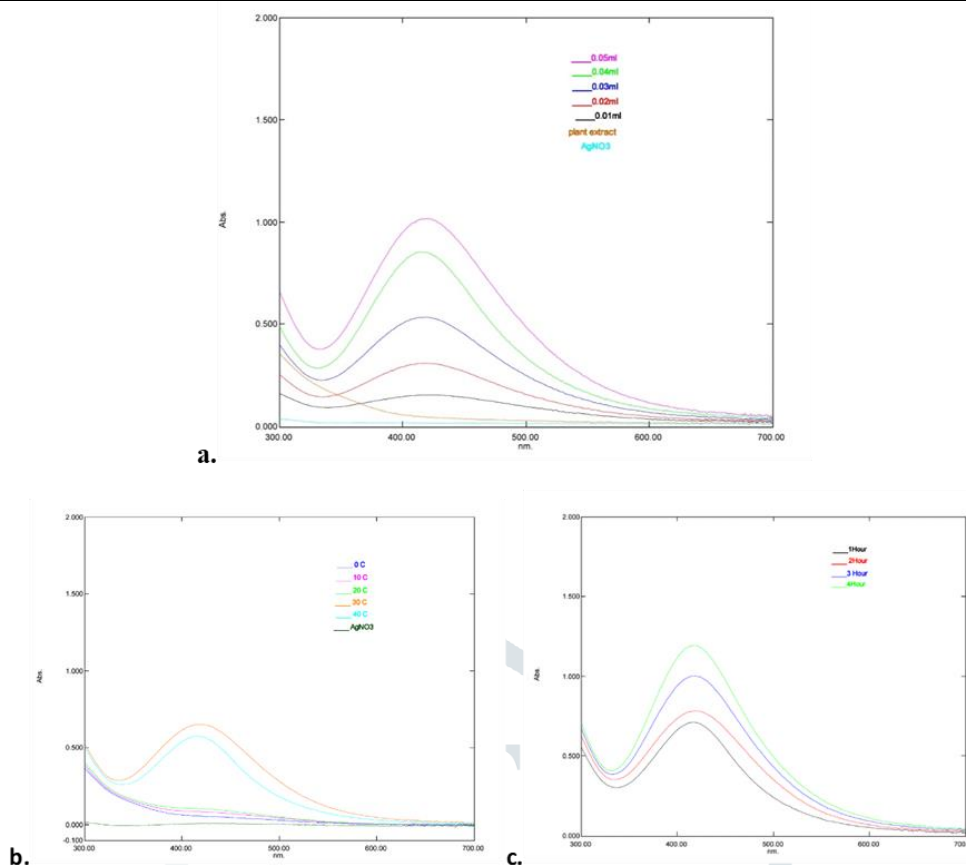 2.000
0.05ml
0.04ml
0.03ml
0.02ml
0.01ml
plant extract
AgNO3
1.500
1.000
Abs.
0.500
0.000
300.00 400.00 500.00 600.00 700.00
nm.
a.
2.000
0 C
10 C
20 C
30 C
40 C
AgNO3
1.500
1.000
Abs.
0.500
0.000
-0.100
300.00 400.00 500.00 600.00 700.00
nm.
b.
2.000
1Hour
2Hour
3 Hour
4Hour
1.500
1.000
Abs.
0.500
0.000
300.00 400.00 500.00 600.00 700.
nm.
c.